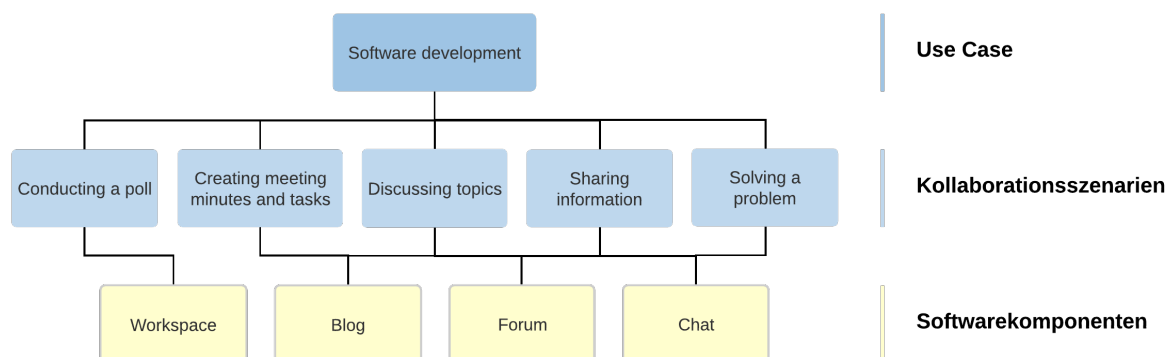 Software development
Use Case
Conducting a poll
Creating meeting
minutes and tasks
Discussing topics
Sharing
information
Solving a
problem
Kollaborationsszenarien
Workspace
Blog
Forum
Chat
Softwarekomponenten